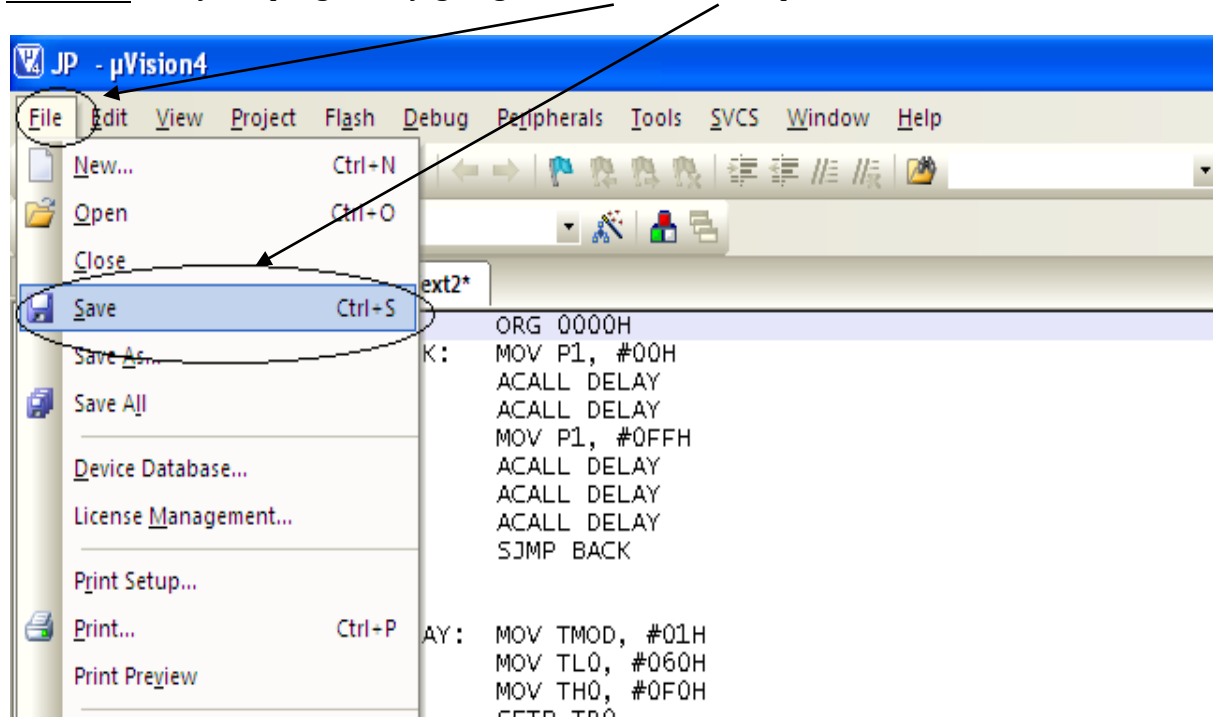 JP - µVision4
File Edit View Project Flash Debug Peripherals Tools SVCS Window Help
New... Ctrl+N
Open Ctrl+O
Close
Save Ctrl+S
Save As...
Save All
Device Database...
License Management...
Print Setup...
Print... Ctrl+P
Print Preview
ext2*
ORG 0000H
K: MOV P1, #00H
ACALL DELAY
ACALL DELAY
MOV P1, #0FFH
ACALL DELAY
ACALL DELAY
ACALL DELAY
SJMP BACK
AY: MOV TMOD, #01H
MOV TL0, #060H
MOV TH0, #0F0H